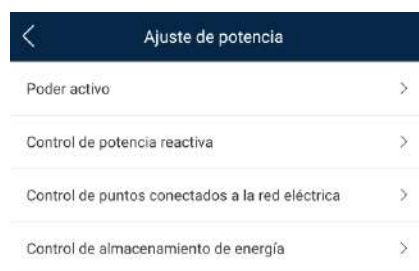 Ajuste de potencia
Poder activo
Control de potencia reactiva
Control de puntos conectados a la red eléctrica
Control de almacenamiento de energía